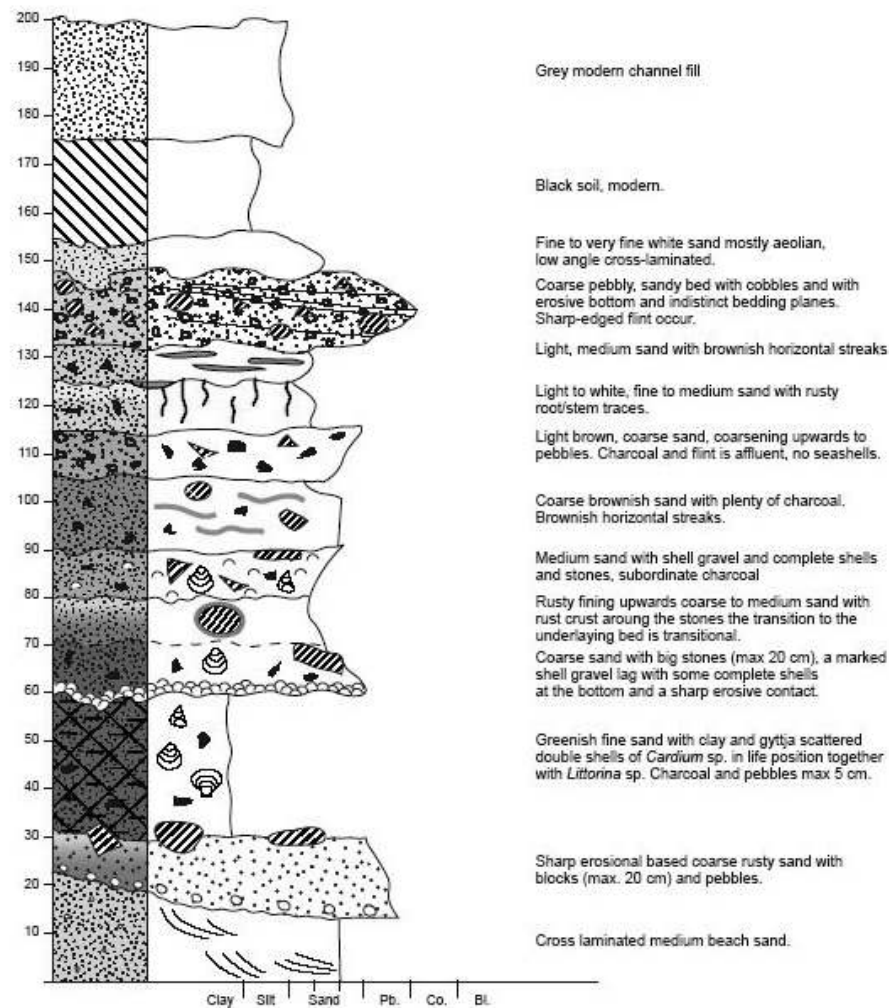 200
190
Grey modern channel fill
180
170
Black soil, modern.
160
150
Fine to very fine white sand mostly aeolian,
low angle cross-laminated.
Coarse pebbly, sandy bed with cobbles and with
140
erosive bottom and indistinct bedding planes.
Sharp-edged flint occur.
130
Light, medium sand with brownish horizontal streaks
120
Light to white, fine to medium sand with rusty
root/stem traces.
110
Light brown, coarse sand, coarsening upwards to
pebbles. Charcoal and flint is affluent, no seashells.
100
Coarse brownish sand with plenty of charcoal.
Brownish horizontal streaks.
90
Medium sand with shell gravel and complete shells
and stones, subordinate charcoal
80
Rusty fining upwards coarse to medium sand with
rust crust aroung the stones the transition to the
underlaying bed is transitional.
70
Coarse sand with big stones (max 20 cm), a marked
shell gravel lag with some complete shells
at the bottom and a sharp erosive contact.
60
50
Greenish fine sand with clay and gyttja scattered
double shells of Cardium sp. in life position together
with Littorina sp. Charcoal and pebbles max 5 cm.
40
30
Sharp erosional based coarse rusty sand with
blocks (max. 20 cm) and pebbles.
20
10
Cross laminated medium beach sand.
Clay Silt Sand Pb. Co. Bl.